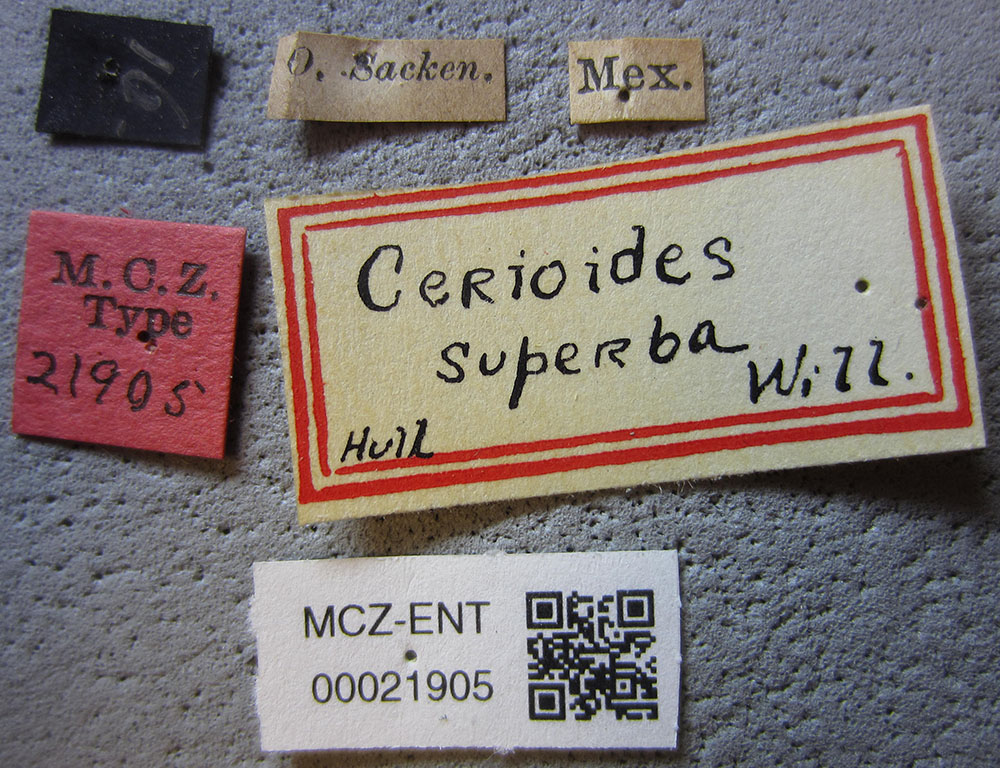 O. Sacken.
Mex.
M.C.Z.
Type
21905
Cerioides
superba
Will.
Hull
MCZ-ENT
00021905